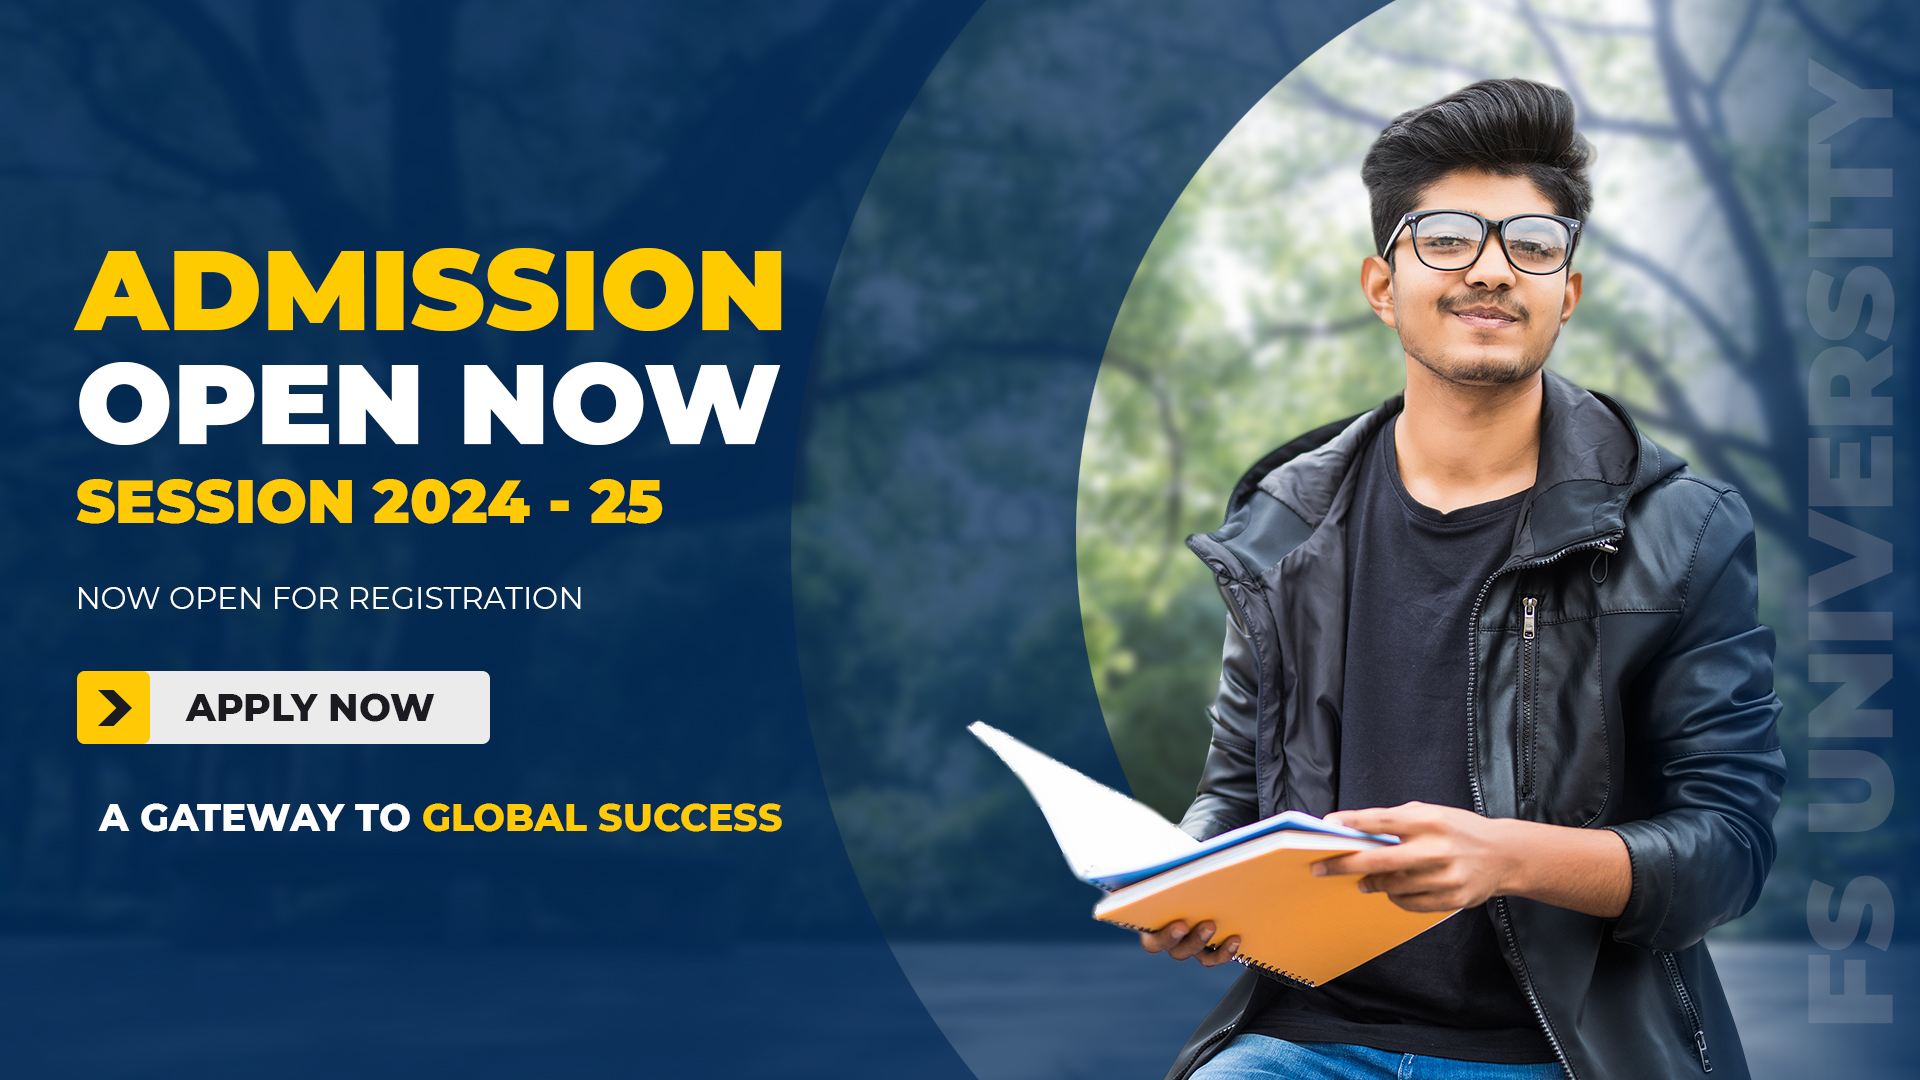 ADMISSION
OPEN NOW
SESSION 2024 - 25
NOW OPEN FOR REGISTRATION
APPLY NOW
A GATEWAY TO GLOBAL SUCCESS
FS UNIVERSITY